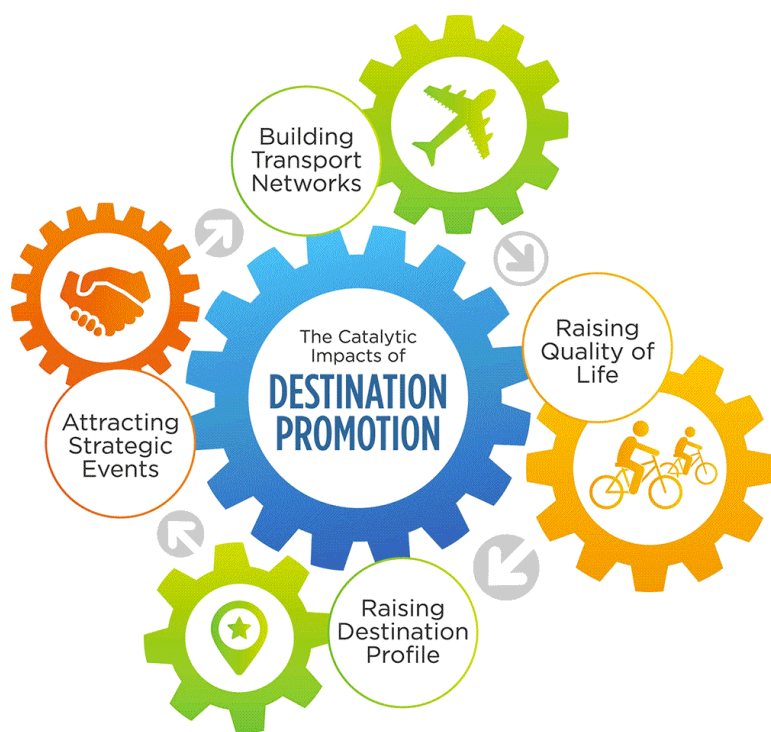 Building
Transport
Networks
The Catalytic
Impacts of
DESTINATION
PROMOTION
Raising
Quality of
Life
Attracting
Strategic
Events
Raising
Destination
Profile